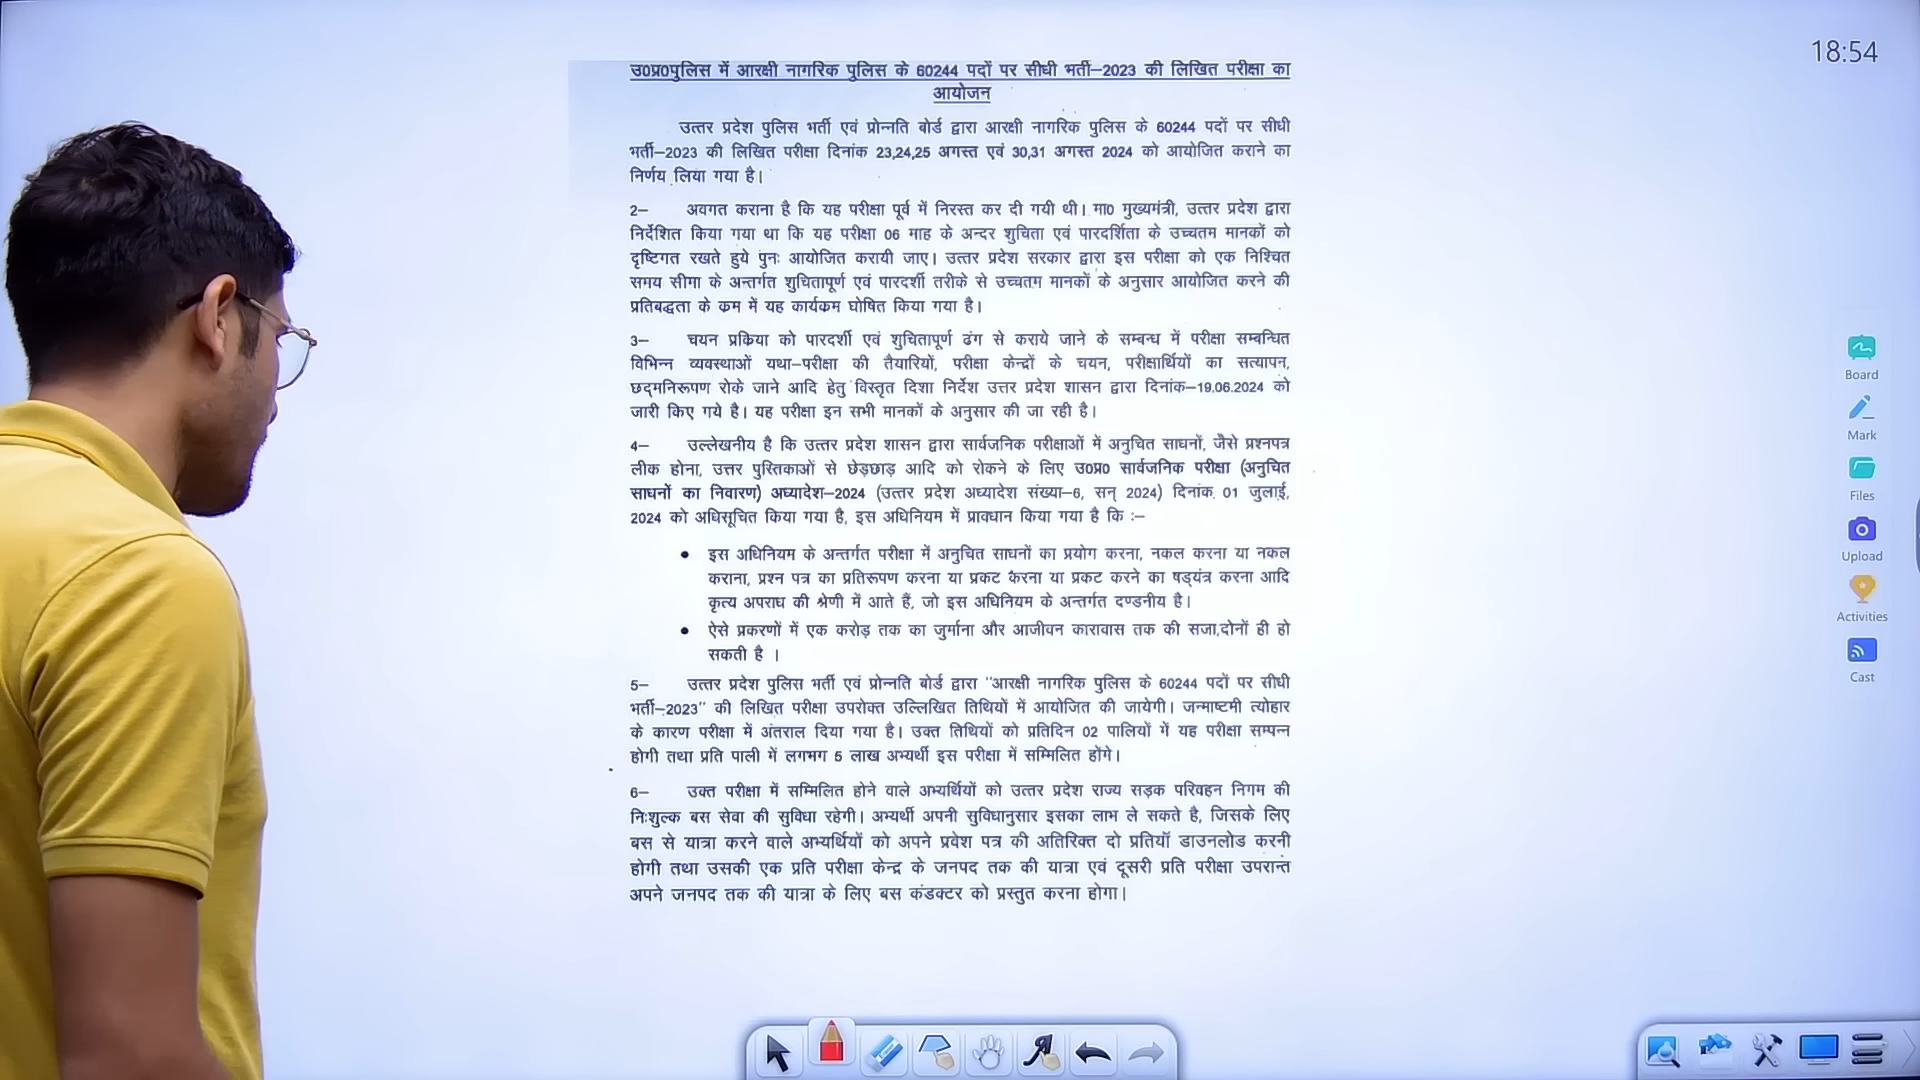 18:54
उ0प्र0पुलिस में आरक्षी नागरिक पुलिस के 60244 पदों पर सीधी भर्ती–2023 की लिखित परीक्षा का
आयोजन
उत्तर प्रदेश पुलिस भर्ती एवं प्रोन्नति बोर्ड द्वारा आरक्षी नागरिक पुलिस के 60244 पदों पर सीधी
भर्ती–2023 की लिखित परीक्षा दिनांक 23,24,25 अगस्त एवं 30,31 अगस्त 2024 को आयोजित कराने का
निर्णय लिया गया है।
2– अवगत कराना है कि यह परीक्षा पूर्व में निरस्त कर दी गयी थी। मा0 मुख्यमंत्री, उत्तर प्रदेश द्वारा
निर्देशित किया गया था कि यह परीक्षा 06 माह के अन्दर शुचिता एवं पारदर्शिता के उच्चतम मानकों को
दृष्टिगत रखते हुये पुनः आयोजित करायी जाए। उत्तर प्रदेश सरकार द्वारा इस परीक्षा को एक निश्चित
समय सीमा के अन्तर्गत शुचितापूर्ण एवं पारदर्शी तरीके से उच्चतम मानकों के अनुसार आयोजित करने की
प्रतिबद्धता के कम में यह कार्यकम घोषित किया गया है।
3– चयन प्रकिया को पारदर्शी एवं शुचितापूर्ण ढंग से कराये जाने के सम्बन्ध में परीक्षा सम्बन्धित
विभिन्न व्यवस्थाओं यथा–परीक्षा की तैयारियों, परीक्षा केन्द्रों के चयन, परीक्षार्थियों का सत्यापन,
छद्मनिरूपण रोके जाने आदि हेतु विस्तृत दिशा निर्देश उत्तर प्रदेश शासन द्वारा दिनांक–19.06.2024 को
जारी किए गये है। यह परीक्षा इन सभी मानकों के अनुसार की जा रही है।
4– उल्लेखनीय है कि उत्तर प्रदेश शासन द्वारा सार्वजनिक परीक्षाओं में अनुचित साधनों, जैसे प्रश्नपत्र
लीक होना, उत्तर पुस्तिकाओं से छेड़छाड़ आदि को रोकने के लिए उ0प्र0 सार्वजनिक परीक्षा (अनुचित
साधनों का निवारण) अध्यादेश–2024 (उत्तर प्रदेश अध्यादेश संख्या–6, सन् 2024) दिनांक 01 जुलाई,
2024 को अधिसूचित किया गया है, इस अधिनियम में प्रावधान किया गया है कि :–
• इस अधिनियम के अन्तर्गत परीक्षा में अनुचित साधनों का प्रयोग करना, नकल करना या नकल
कराना, प्रश्न पत्र का प्रतिरूपण करना या प्रकट करना या प्रकट करने का षड्यंत्र करना आदि
कृत्य अपराध की श्रेणी में आते हैं, जो इस अधिनियम के अन्तर्गत दण्डनीय है।
• ऐसे प्रकरणों में एक करोड़ तक का जुर्माना और आजीवन कारावास तक की सजा,दोनों ही हो
सकती है ।
5– उत्तर प्रदेश पुलिस भर्ती एवं प्रोन्नति बोर्ड द्वारा "आरक्षी नागरिक पुलिस के 60244 पदों पर सीधी
भर्ती–2023" की लिखित परीक्षा उपरोक्त उल्लिखित तिथियों में आयोजित की जायेगी। जन्माष्टमी त्योहार
के कारण परीक्षा में अंतराल दिया गया है। उक्त तिथियों को प्रतिदिन 02 पालियों में यह परीक्षा सम्पन्न
होगी तथा प्रति पाली में लगभग 5 लाख अभ्यर्थी इस परीक्षा में सम्मिलित होंगे।
6– उक्त परीक्षा में सम्मिलित होने वाले अभ्यर्थियों को उत्तर प्रदेश राज्य सड़क परिवहन निगम की
निःशुल्क बस सेवा की सुविधा रहेगी। अभ्यर्थी अपनी सुविधानुसार इसका लाभ ले सकते है, जिसके लिए
बस से यात्रा करने वाले अभ्यर्थियों को अपने प्रवेश पत्र की अतिरिक्त दो प्रतियॉ डाउनलोड करनी
होगी तथा उसकी एक प्रति परीक्षा केन्द्र के जनपद तक की यात्रा एवं दूसरी प्रति परीक्षा उपरान्त
अपने जनपद तक की यात्रा के लिए बस कंडक्टर को प्रस्तुत करना होगा।
Board
Mark
Files
Upload
Activities
Cast